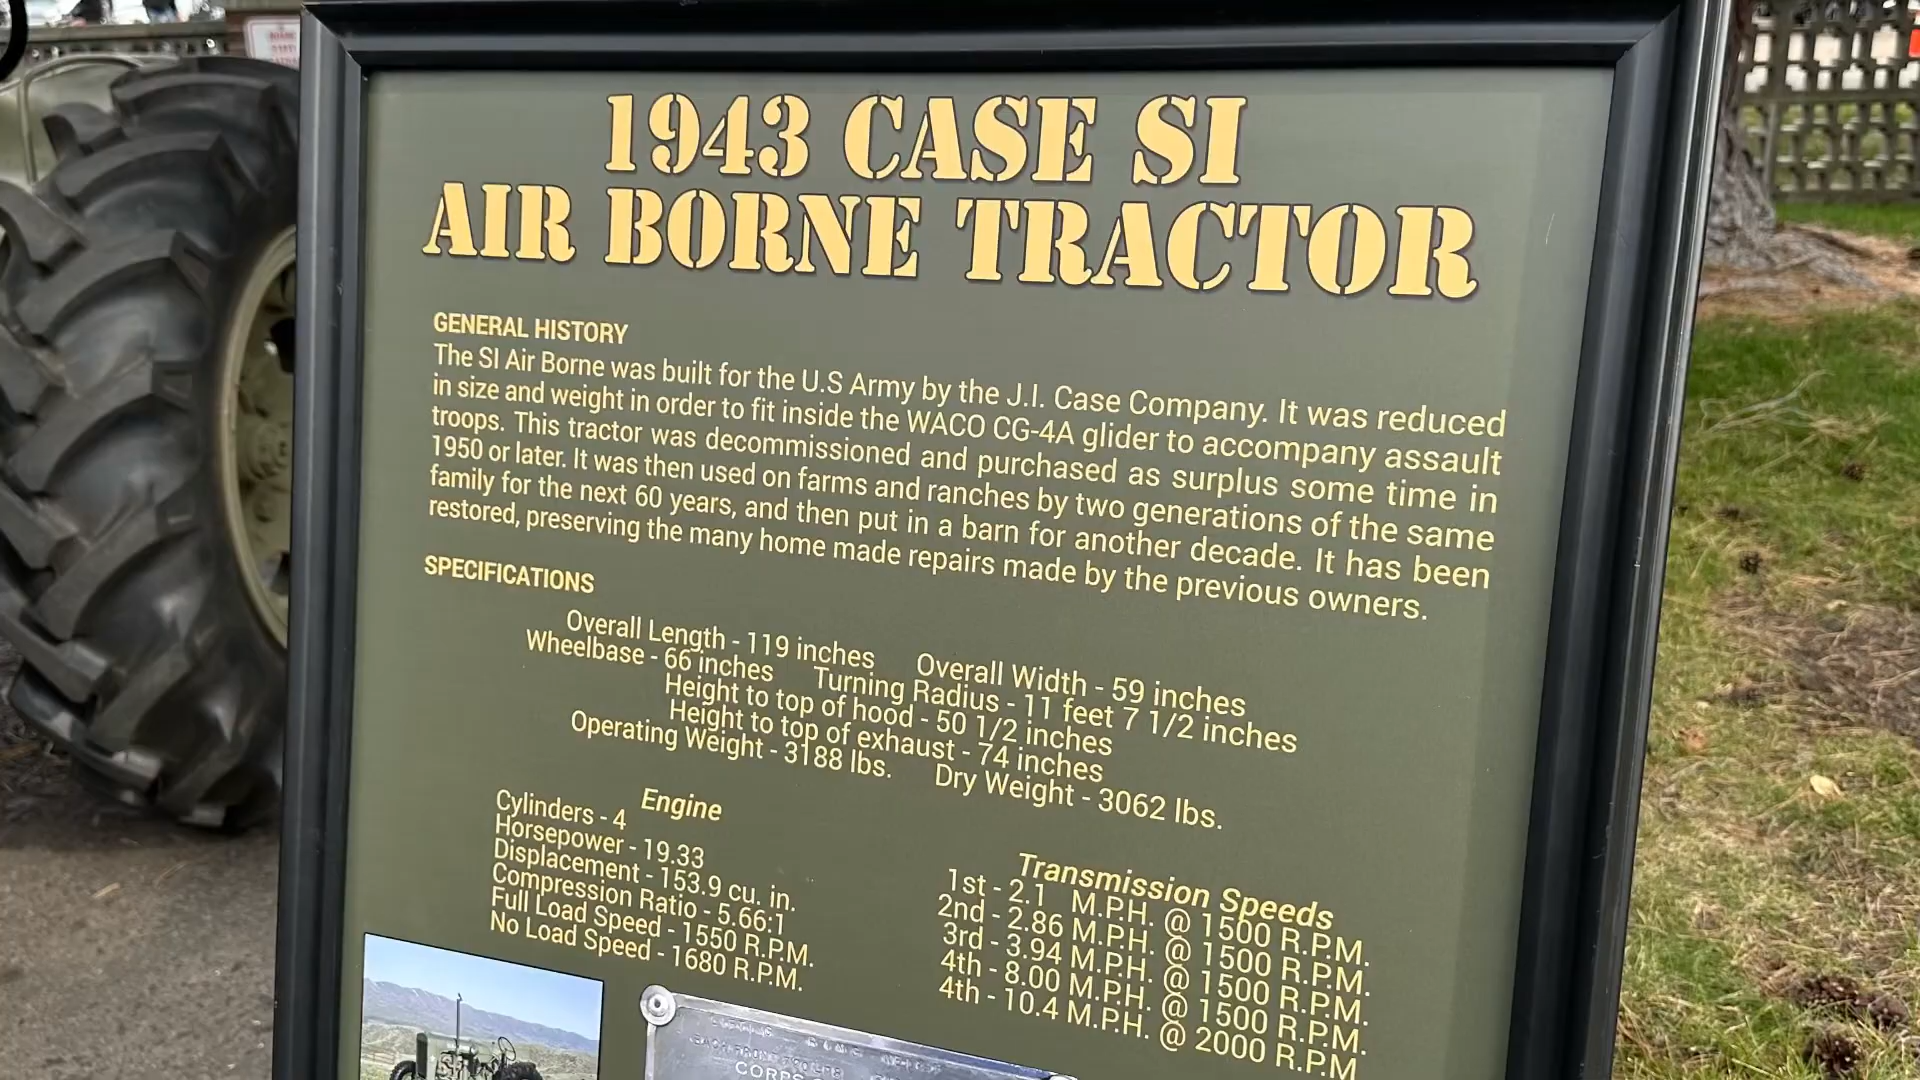 1943 CASE SI
AIR BORNE TRACTOR
GENERAL HISTORY
The SI Air Borne was built for the U.S Army by the J.I. Case Company. It was reduced
in size and weight in order to fit inside the WACO CG-4A glider to accompany assault
troops. This tractor was decommissioned and purchased as surplus some time in
1950 or later. It was then used on farms and ranches by two generations of the same
family for the next 60 years, and then put in a barn for another decade. It has been
restored, preserving the many home made repairs made by the previous owners.
SPECIFICATIONS
Overall Length - 119 inches Overall Width - 59 inches
Wheelbase - 66 inches Turning Radius - 11 feet 7 1/2 inches
Height to top of hood - 50 1/2 inches
Height to top of exhaust - 74 inches
Operating Weight - 3188 lbs. Dry Weight - 3062 lbs.
Engine
Cylinders - 4
Horsepower - 19.33
Displacement - 153.9 cu. in.
Compression Ratio - 5.66:1
Full Load Speed - 1550 R.P.M.
No Load Speed - 1680 R.P.M.
Transmission Speeds
1st - 2.1 M.P.H. @ 1500 R.P.M.
2nd - 2.86 M.P.H. @ 1500 R.P.M.
3rd - 3.94 M.P.H. @ 1500 R.P.M.
4th - 8.00 M.P.H. @ 1500 R.P.M.
4th - 10.4 M.P.H. @ 2000 R.P.M
CORPS